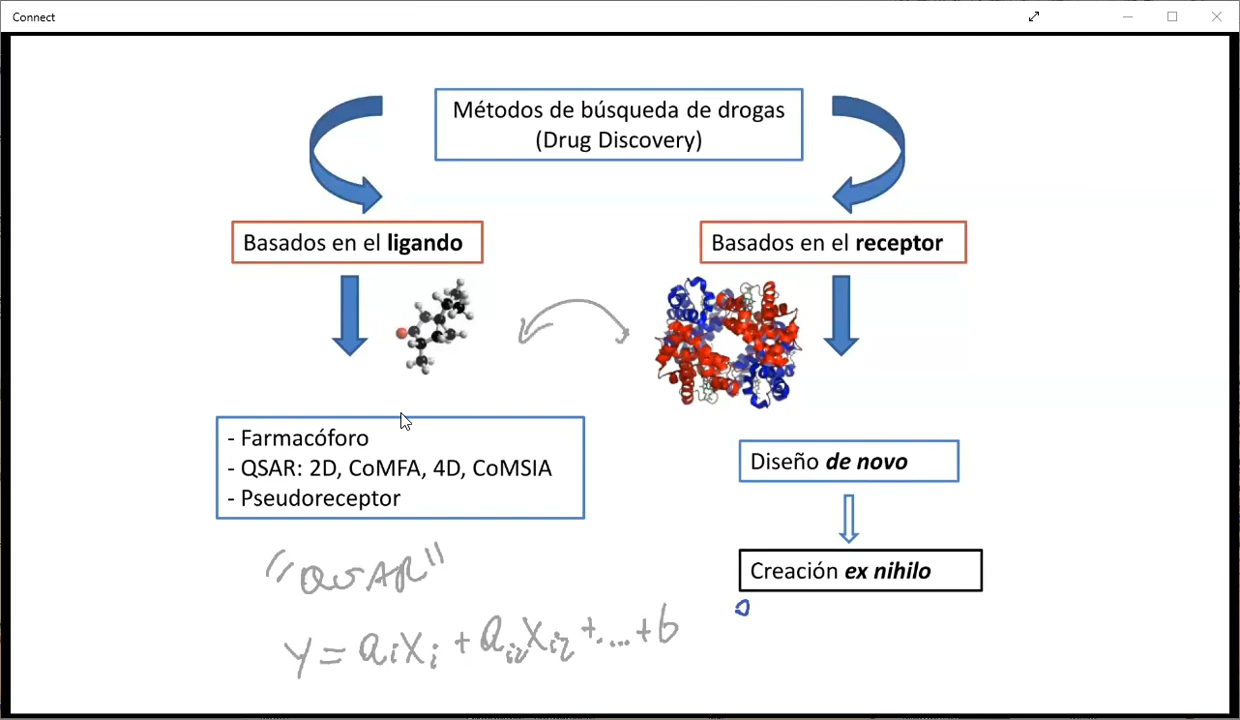 Connect
Métodos de búsqueda de drogas
(Drug Discovery)
Basados en el ligando
Basados en el receptor
- Farmacóforo
- QSAR: 2D, CoMFA, 4D, CoMSIA
- Pseudoreceptor
Diseño de novo
Creación ex nihilo
"QSAR"
y = aixi + ai2xi2 + ... + b